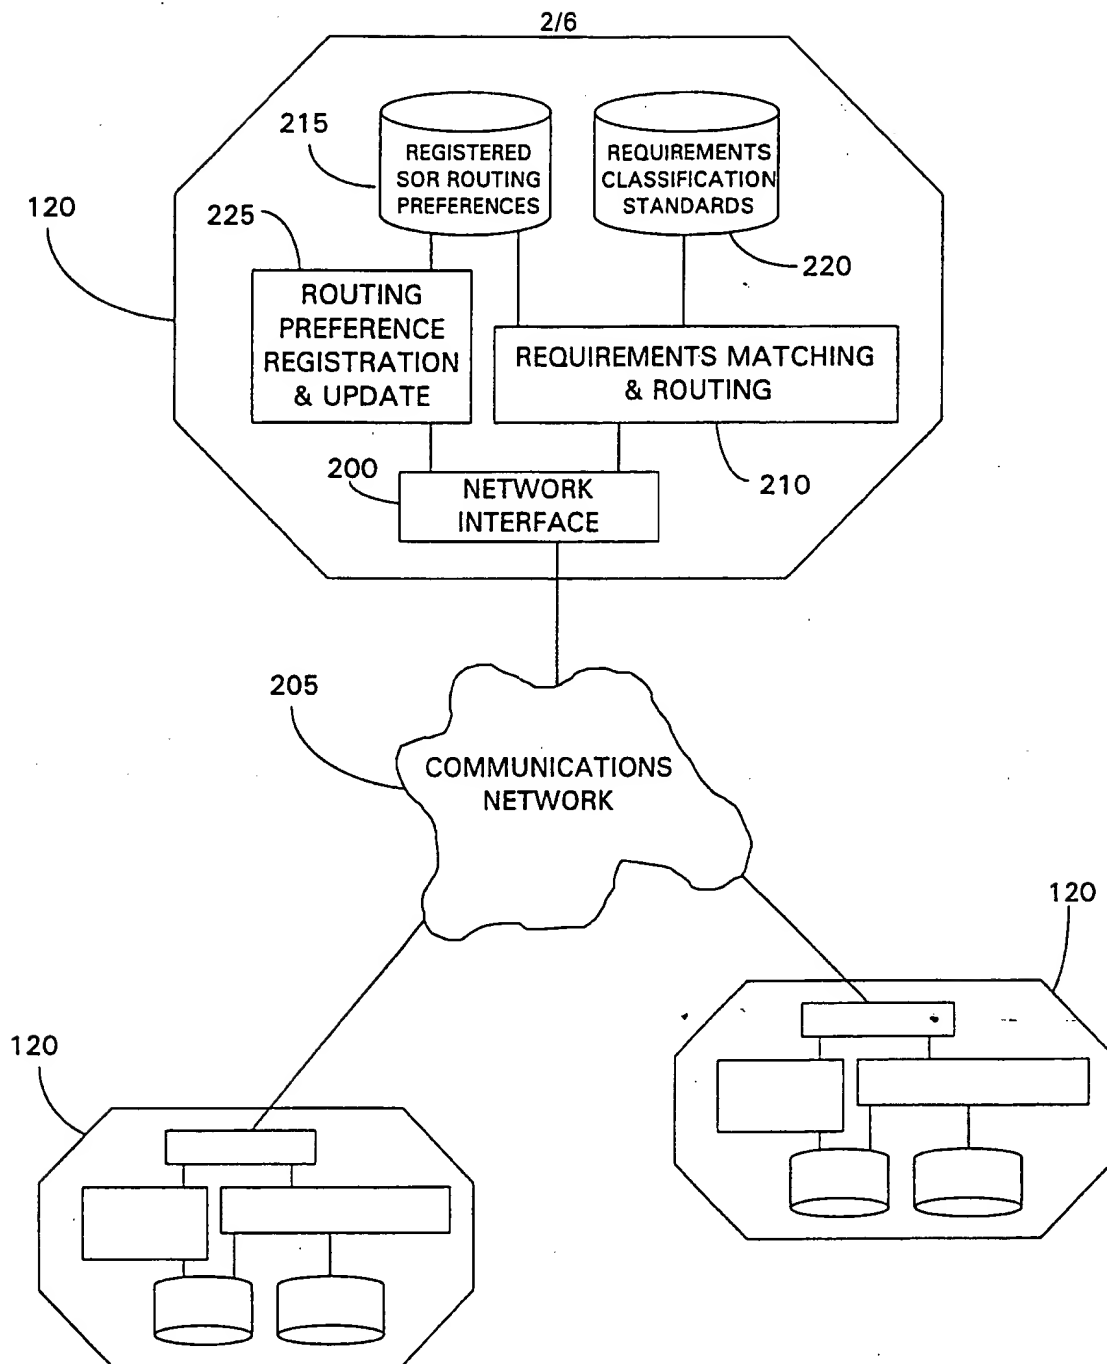 2/6
215
REGISTERED
SOR ROUTING
PREFERENCES
REQUIREMENTS
CLASSIFICATION
STANDARDS
120
225
220
ROUTING
PREFERENCE
REGISTRATION
& UPDATE
REQUIREMENTS MATCHING
& ROUTING
200
210
NETWORK
INTERFACE
205
COMMUNICATIONS
NETWORK
120
120